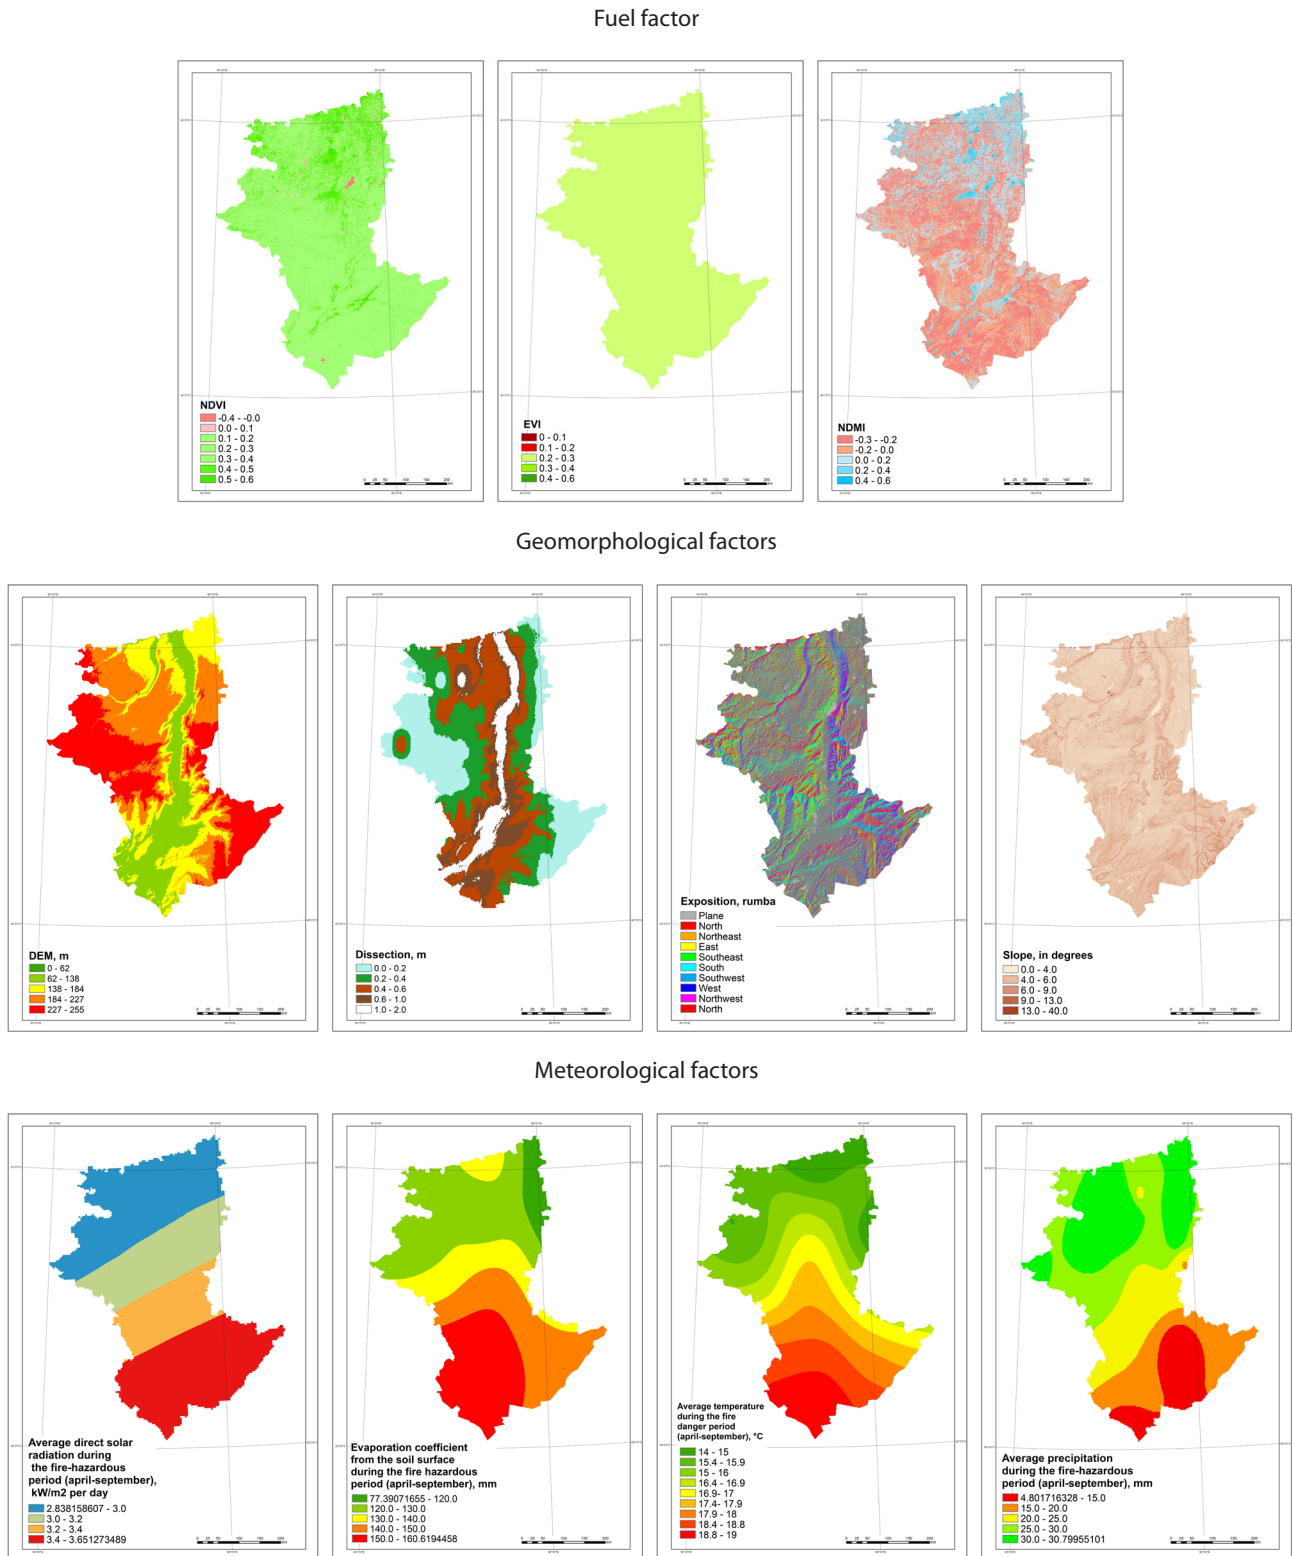 Fuel factor
NDVI
-0.4 - -0.0
0.0 - 0.1
0.1 - 0.2
0.2 - 0.3
0.3 - 0.4
0.4 - 0.5
0.5 - 0.6
EVI
0 - 0.1
0.1 - 0.2
0.2 - 0.3
0.3 - 0.4
0.4 - 0.6
NDMI
-0.3 - -0.2
-0.2 - 0.0
0.0 - 0.2
0.2 - 0.4
0.4 - 0.6
Geomorphological factors
DEM, m
0 - 62
62 - 138
138 - 184
184 - 227
227 - 255
Dissection, m
0.0 - 0.2
0.2 - 0.4
0.4 - 0.6
0.6 - 1.0
1.0 - 2.0
Exposition, rumba
Plane
North
Northeast
East
Southeast
South
Southwest
West
Northwest
North
Slope, in degrees
0.0 - 4.0
4.0 - 6.0
6.0 - 9.0
9.0 - 13.0
13.0 - 40.0
Meteorological factors
Average direct solar
radiation during
the fire-hazardous
period (april-september),
kW/m2 per day
2.838158607 - 3.0
3.0 - 3.2
3.2 - 3.4
3.4 - 3.651273489
Evaporation coefficient
from the soil surface
during the fire hazardous
period (april-september), mm
77.39071655 - 120.0
120.0 - 130.0
130.0 - 140.0
140.0 - 150.0
150.0 - 160.6194458
Average temperature
during the fire
danger period
(april-september), °C
14 - 15
15.4 - 15.9
15 - 16
16.4 - 16.9
16.9- 17
17.4- 17.9
17.9 - 18
18.4 - 18.8
18.8 - 19
Average precipitation
during the fire-hazardous
period (april-september), mm
4.801716328 - 15.0
15.0 - 20.0
20.0 - 25.0
25.0 - 30.0
30.0 - 30.79955101